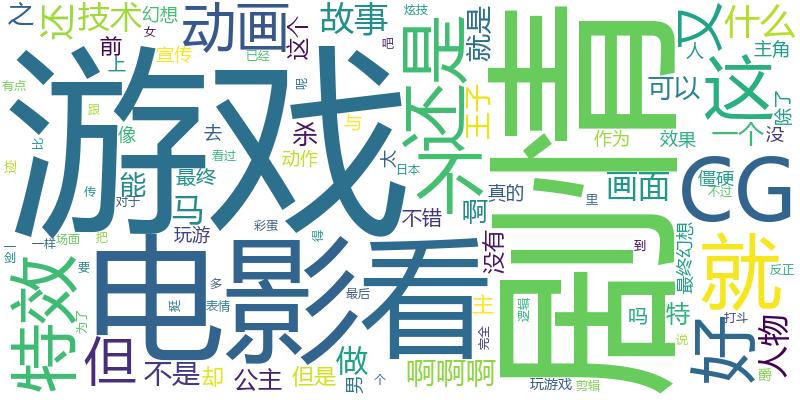 之
还
技术
幻想
女
动画
宣传
前
上
故事
这个
炫技
吧
就是
已经
还是
剧情
又
什么
人
主角
有点
游戏
呢
杀
像
跟
比
去
看过
动作
与
太
日本
不
王子
作为
效果
可以
这
一个
没
除了
逆
传
能
最终
对于
马
不错
啊
真的
里
画面
CG
僵硬
不过
一剑
一样
场面
把
玩游
彩蛋
得
没有
到
最终幻想
反正
特效
电影
看
要
为了
多
挺
表情
最后
主
完全
逻辑
吗
特
说
就
打斗
好
人物
但
不是
却
公主
但是
男
做
个
啊啊啊
玩游戏
剪辑
爵